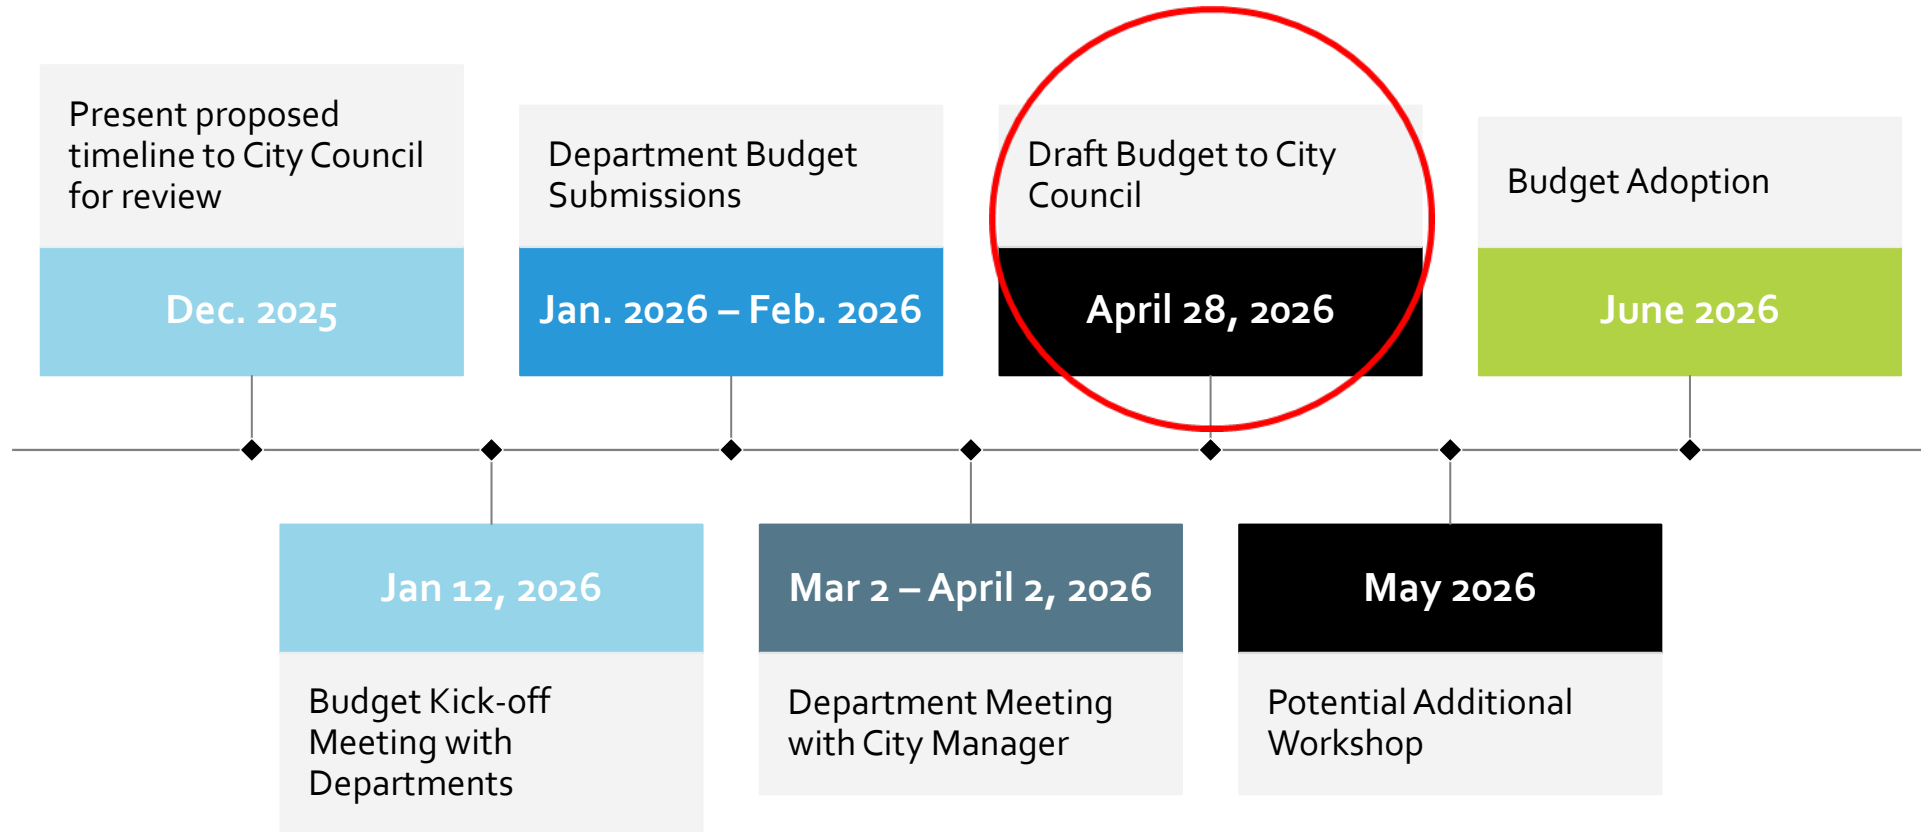 Present proposed
timeline to City Council
for review
Dec. 2025
Jan 12, 2026
Budget Kick-off
Meeting with
Departments
Department Budget
Submissions
Jan. 2026 – Feb. 2026
Mar 2 – April 2, 2026
Department Meeting
with City Manager
Draft Budget to City
Council
April 28, 2026
May 2026
Potential Additional
Workshop
Budget Adoption
June 2026